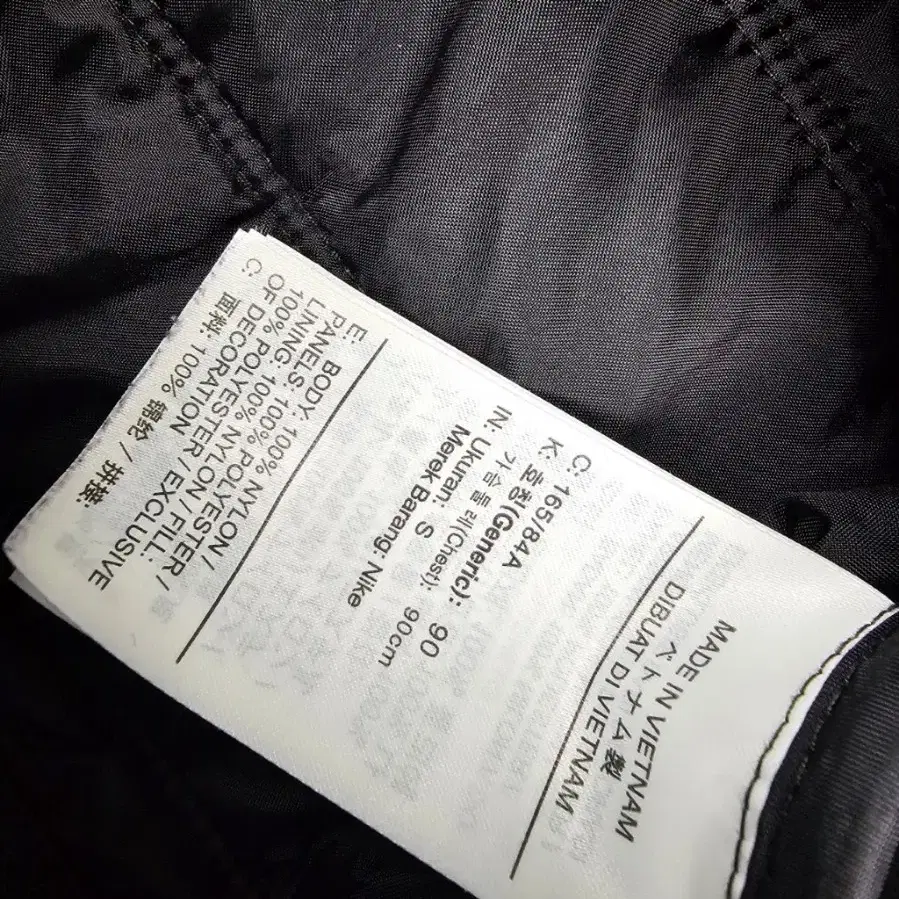 MADE IN VIETNAM
ベトナム製
DIBUAT DI VIETNAM
C: 165/84A
K: 호칭(Generic): 90
가슴둘레(Chest): 90cm
IN: Ukuran: S
Merek Barang: Nike
E: BODY: 100% NYLON /
PANELS: 100% POLYESTER /
LINING: 100% NYLON / FILL:
100% POLYESTER / EXCLUSIVE
OF DECORATION
C: 面料: 100% 锦纶 / 拼接: